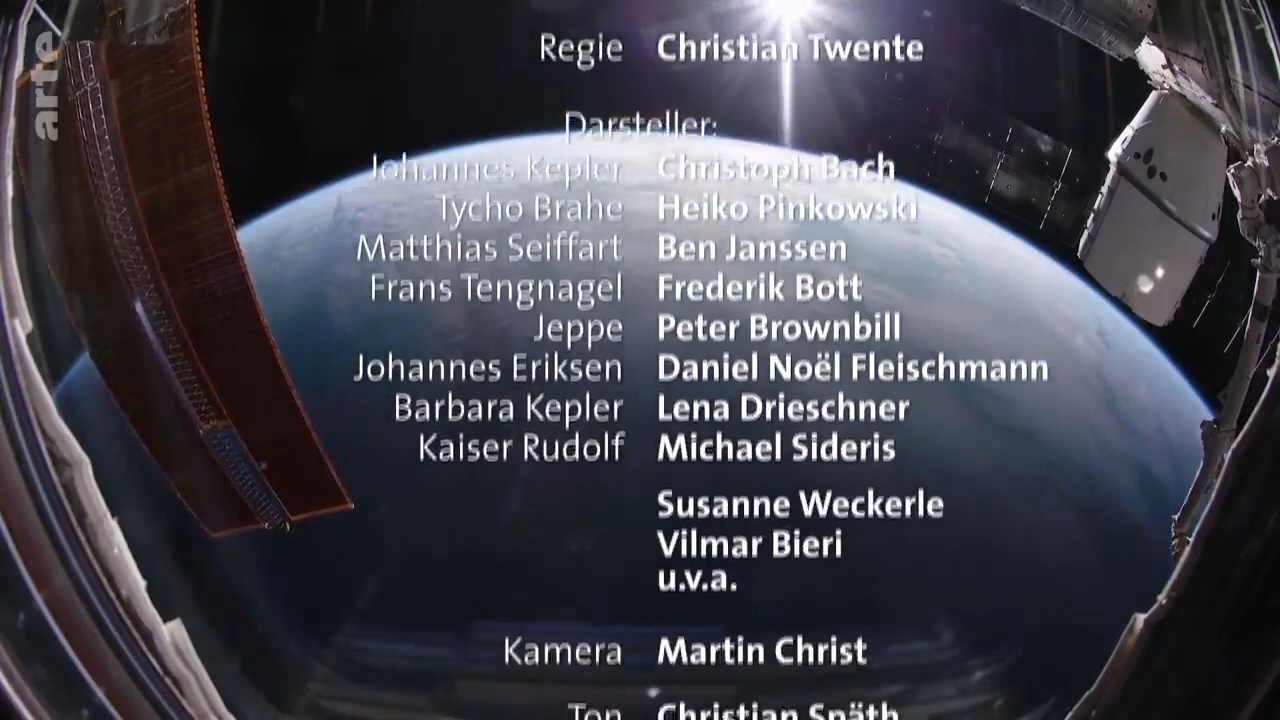 arte
Regie Christian Twente
Darsteller:
Johannes Kepler Christoph Bach
Tycho Brahe Heiko Pinkowski
Matthias Seiffart Ben Janssen
Frans Tengnagel Frederik Bott
Jeppe Peter Brownbill
Johannes Eriksen Daniel Noël Fleischmann
Barbara Kepler Lena Drieschner
Kaiser Rudolf Michael Sideris
Susanne Weckerle
Vilmar Bieri
u.v.a.
Kamera Martin Christ
Ton Christian Späth